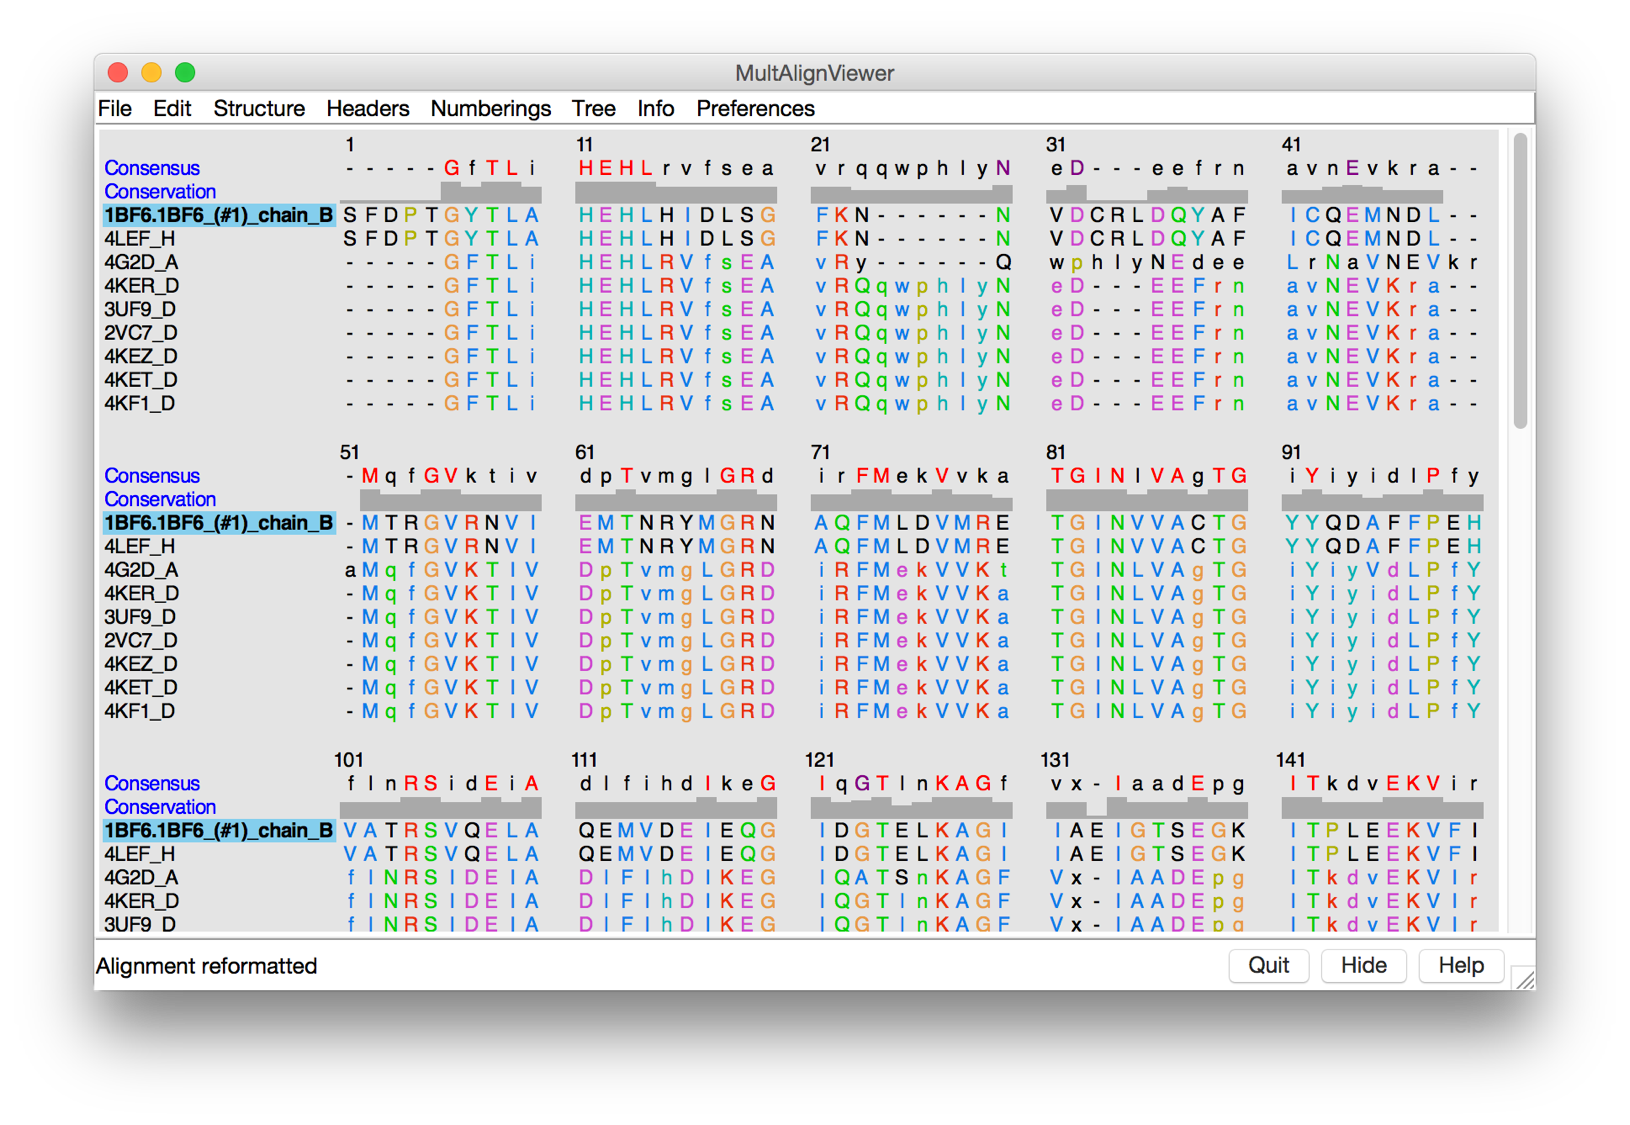 MultAlignViewer
File Edit Structure Headers Numberings Tree Info Preferences
1 11 21 31 41
Consensus - - - - - G f T L i H E H L r v f s e a v r q q w p h l y N e D - - - e e f r n a v n E v k r a - -
Conservation
1BF6.1BF6_(#1)_chain_B S F D P T G Y T L A H E H L H I D L S G F K N - - - - - - N V D C R L D Q Y A F I C Q E M N D L - -
4LEF_H S F D P T G Y T L A H E H L H I D L S G F K N - - - - - - N V D C R L D Q Y A F I C Q E M N D L - -
4G2D_A - - - - - G F T L i H E H L R V f s E A v R y - - - - - - Q w p h l y N E d e e L r N a V N E V k r
4KER_D - - - - - G F T L i H E H L R V f s E A v R Q q w p h l y N e D - - - E E F r n a v N E V K r a - -
3UF9_D - - - - - G F T L i H E H L R V f s E A v R Q q w p h l y N e D - - - E E F r n a v N E V K r a - -
2VC7_D - - - - - G F T L i H E H L R V f s E A v R Q q w p h l y N e D - - - E E F r n a v N E V K r a - -
4KEZ_D - - - - - G F T L i H E H L R V f s E A v R Q q w p h l y N e D - - - E E F r n a v N E V K r a - -
4KET_D - - - - - G F T L i H E H L R V f s E A v R Q q w p h l y N e D - - - E E F r n a v N E V K r a - -
4KF1_D - - - - - G F T L i H E H L R V f s E A v R Q q w p h l y N e D - - - E E F r n a v N E V K r a - -
51 61 71 81 91
Consensus - M q f G V k t i v d p T v m g l G R d i r F M e k V v k a T G I N l V A g T G i Y i y i d l P f y
Conservation
1BF6.1BF6_(#1)_chain_B - M T R G V R N V I E M T N R Y M G R N A Q F M L D V M R E T G I N V V A C T G Y Y Q D A F F P E H
4LEF_H - M T R G V R N V I E M T N R Y M G R N A Q F M L D V M R E T G I N V V A C T G Y Y Q D A F F P E H
4G2D_A a M q f G V K T I V D p T v m g L G R D i R F M e k V V K t T G I N L V A g T G i Y i y V d L P f Y
4KER_D - M q f G V K T I V D p T v m g L G R D i R F M e k V V K a T G I N L V A g T G i Y i y i d L P f Y
3UF9_D - M q f G V K T I V D p T v m g L G R D i R F M e k V V K a T G I N L V A g T G i Y i y i d L P f Y
2VC7_D - M q f G V K T I V D p T v m g L G R D i R F M e k V V K a T G I N L V A g T G i Y i y i d L P f Y
4KEZ_D - M q f G V K T I V D p T v m g L G R D i R F M e k V V K a T G I N L V A g T G i Y i y i d L P f Y
4KET_D - M q f G V K T I V D p T v m g L G R D i R F M e k V V K a T G I N L V A g T G i Y i y i d L P f Y
4KF1_D - M q f G V K T I V D p T v m g L G R D i R F M e k V V K a T G I N L V A g T G i Y i y i d L P f Y
101 111 121 131 141
Consensus f l n R S i d E i A d l f i h d I k e G I q G T l n K A G f v x - I a a d E p g I T k d v E K V i r
Conservation
1BF6.1BF6_(#1)_chain_B V A T R S V Q E L A Q E M V D E I E Q G I D G T E L K A G I I A E I G T S E G K I T P L E E K V F I
4LEF_H V A T R S V Q E L A Q E M V D E I E Q G I D G T E L K A G I I A E I G T S E G K I T P L E E K V F I
4G2D_A f l N R S I D E I A D l F I h D I K E G I Q A T S n K A G F V x - I A A D E p g I T k d v E K V I r
4KER_D f l N R S I D E I A D l F I h D I K E G I Q G T l n K A G F V x - I A A D E p g I T k d v E K V I r
3UF9_D f l N R S I D E I A D l F I h D I K E G I Q G T l n K A G F V x - I A A D E p g I T k d v E K V I r
Alignment reformatted Quit Hide Help